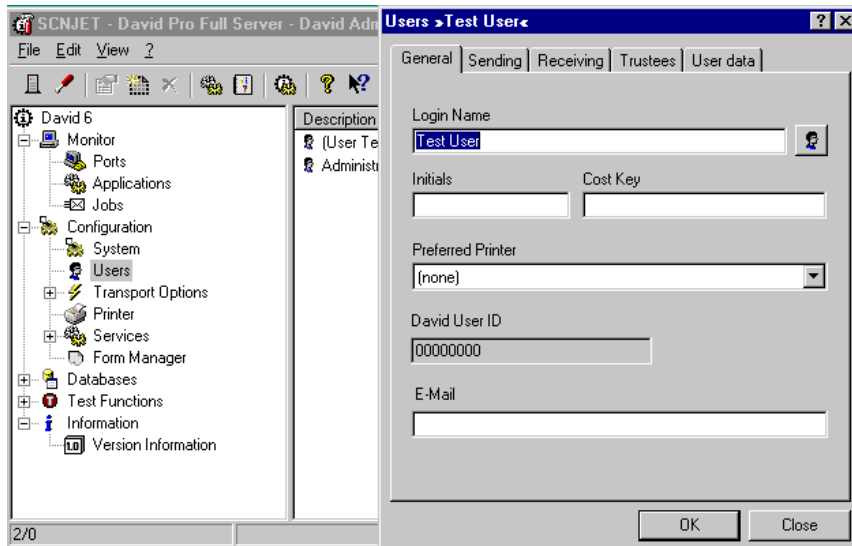 SCNJET - David Pro Full Server - David Adm
File Edit View ?
David 6
Monitor
Ports
Applications
Jobs
Configuration
System
Users
Transport Options
Printer
Services
Form Manager
Databases
Test Functions
Information
1.0 Version Information
2/0
Description
(User Te
Administr
Users »Test User«
General Sending Receiving Trustees User data
Login Name
Test User
Initials Cost Key
Preferred Printer
(none)
David User ID
00000000
E-Mail
OK Close